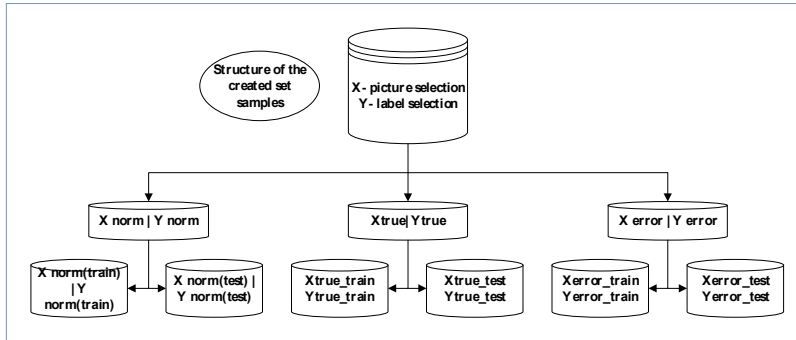 Structure of the
created set
samples
X - picture selection
Y - label selection
X norm | Y norm
Xtrue| Ytrue
X error | Y error
X norm(train)
| Y
norm(train)
X norm(test) |
Y norm(test)
Xtrue_train
Ytrue_train
Xtrue_test
Ytrue_test
Xerror_train
Yerror_train
Xerror_test
Yerror_test